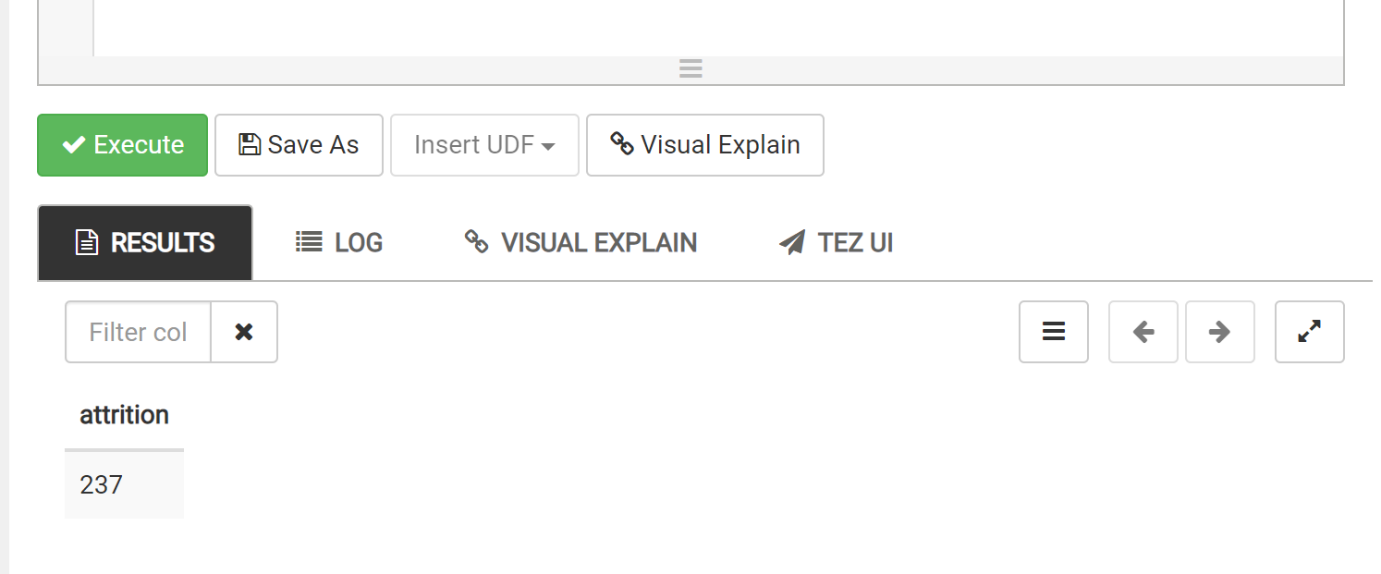 Execute Save As Insert UDF Visual Explain
RESULTS LOG VISUAL EXPLAIN TEZ UI
Filter col
attrition
237